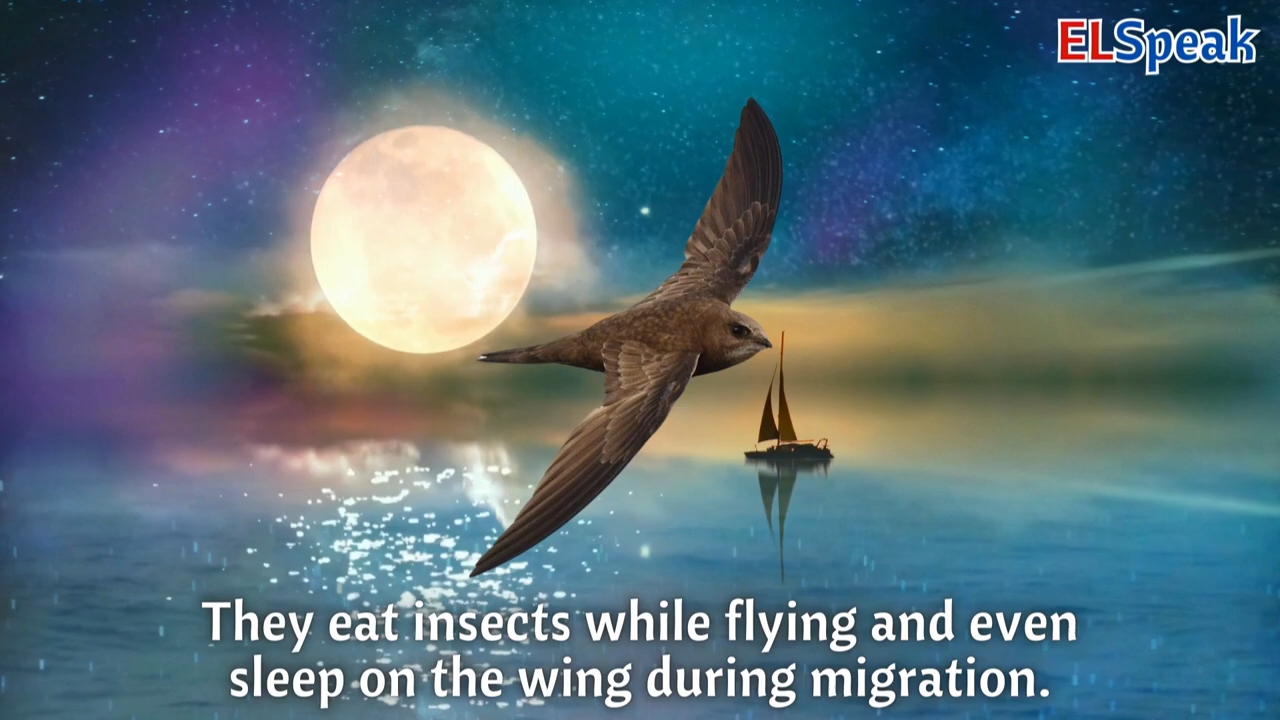 ELSpeak
They eat insects while flying and even
sleep on the wing during migration.